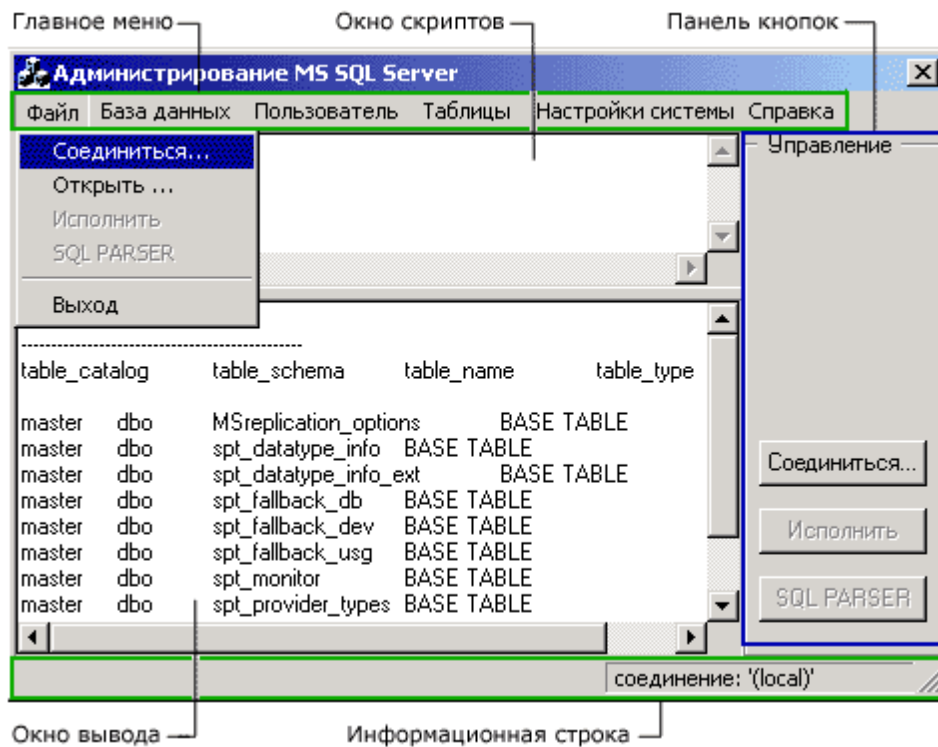 Главное меню Окно скриптов Панель кнопок
Администрирование MS SQL Server
Файл База данных Пользователь Таблицы Настройки системы Справка
Соединиться...
Открыть ...
Исполнить
SQL PARSER
Выход
Управление
--------------------------------------------------
table_catalog table_schema table_name table_type
master dbo MSreplication_options BASE TABLE
master dbo spt_datatype_info BASE TABLE
master dbo spt_datatype_info_ext BASE TABLE
master dbo spt_fallback_db BASE TABLE
master dbo spt_fallback_dev BASE TABLE
master dbo spt_fallback_usg BASE TABLE
master dbo spt_monitor BASE TABLE
master dbo spt_provider_types BASE TABLE
Соединиться...
Исполнить
SQL PARSER
соединение: '(local)'
Окно вывода Информационная строка